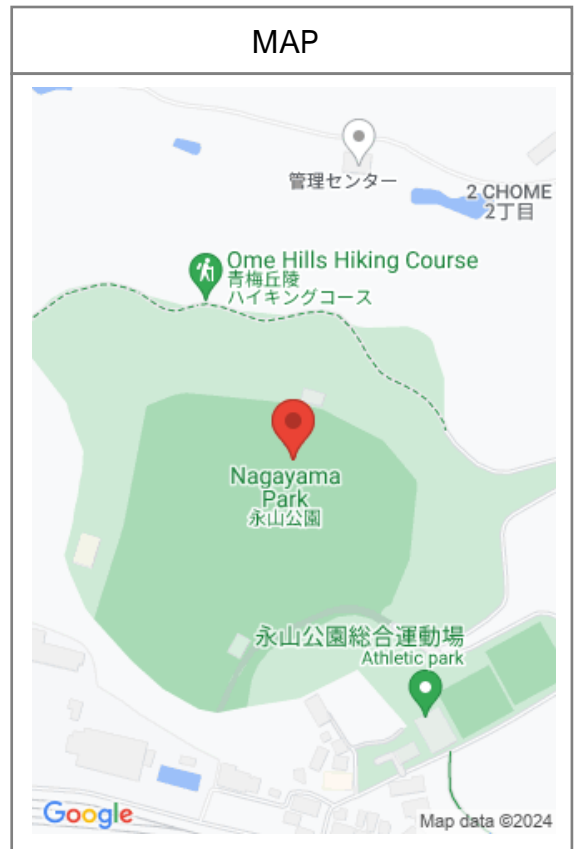 MAP
管理センター
2 CHOME
2丁目
Ome Hills Hiking Course
青梅丘陵
ハイキングコース
Nagayama
Park
永山公園
永山公園総合運動場
Athletic park
Google
Map data ©2024